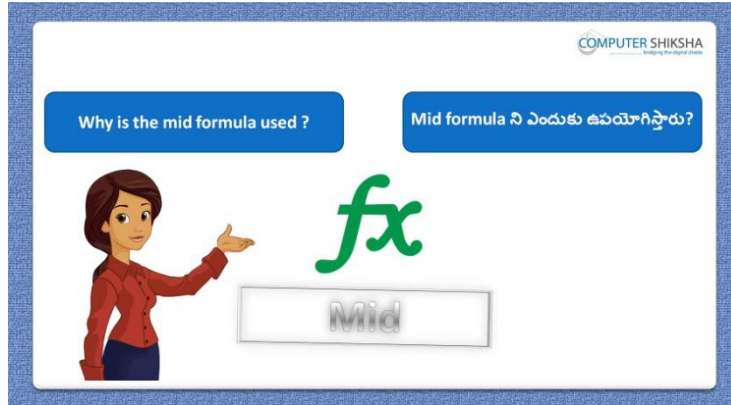 COMPUTER SHIKSHA
bridging the digital divide
Why is the mid formula used ?
Mid formula ని ఎందుకు ఉపయోగిస్తారు?
fx
Mid